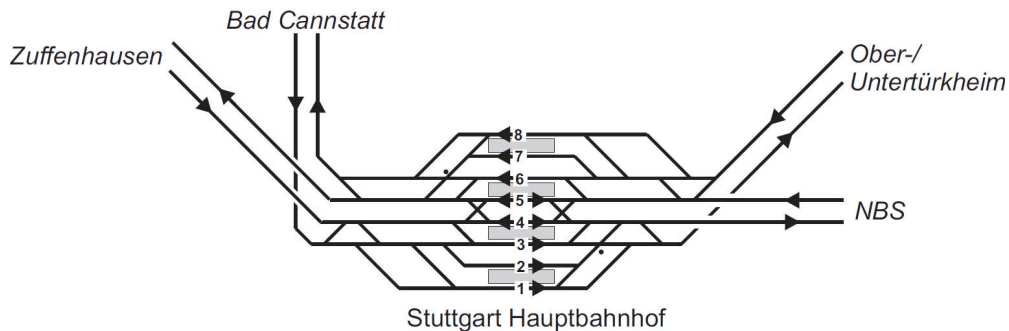 Bad Cannstatt
Zuffenhausen
Ober-/
Untertürkheim
8
7
6
5
NBS
4
3
2
1
Stuttgart Hauptbahnhof